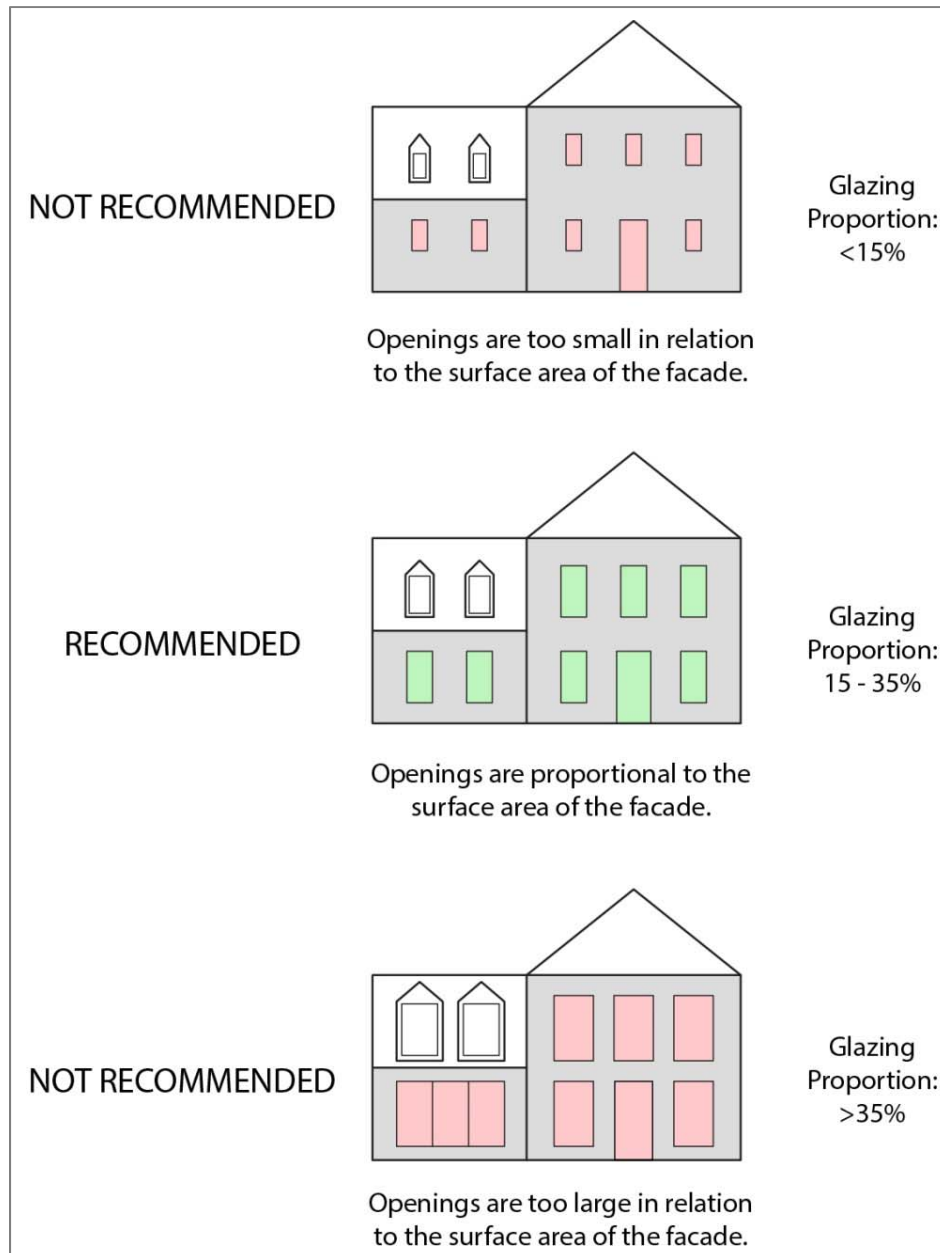 NOT RECOMMENDED
Glazing
Proportion:
<15%
Openings are too small in relation
to the surface area of the facade.
RECOMMENDED
Glazing
Proportion:
15 - 35%
Openings are proportional to the
surface area of the facade.
NOT RECOMMENDED
Glazing
Proportion:
>35%
Openings are too large in relation
to the surface area of the facade.